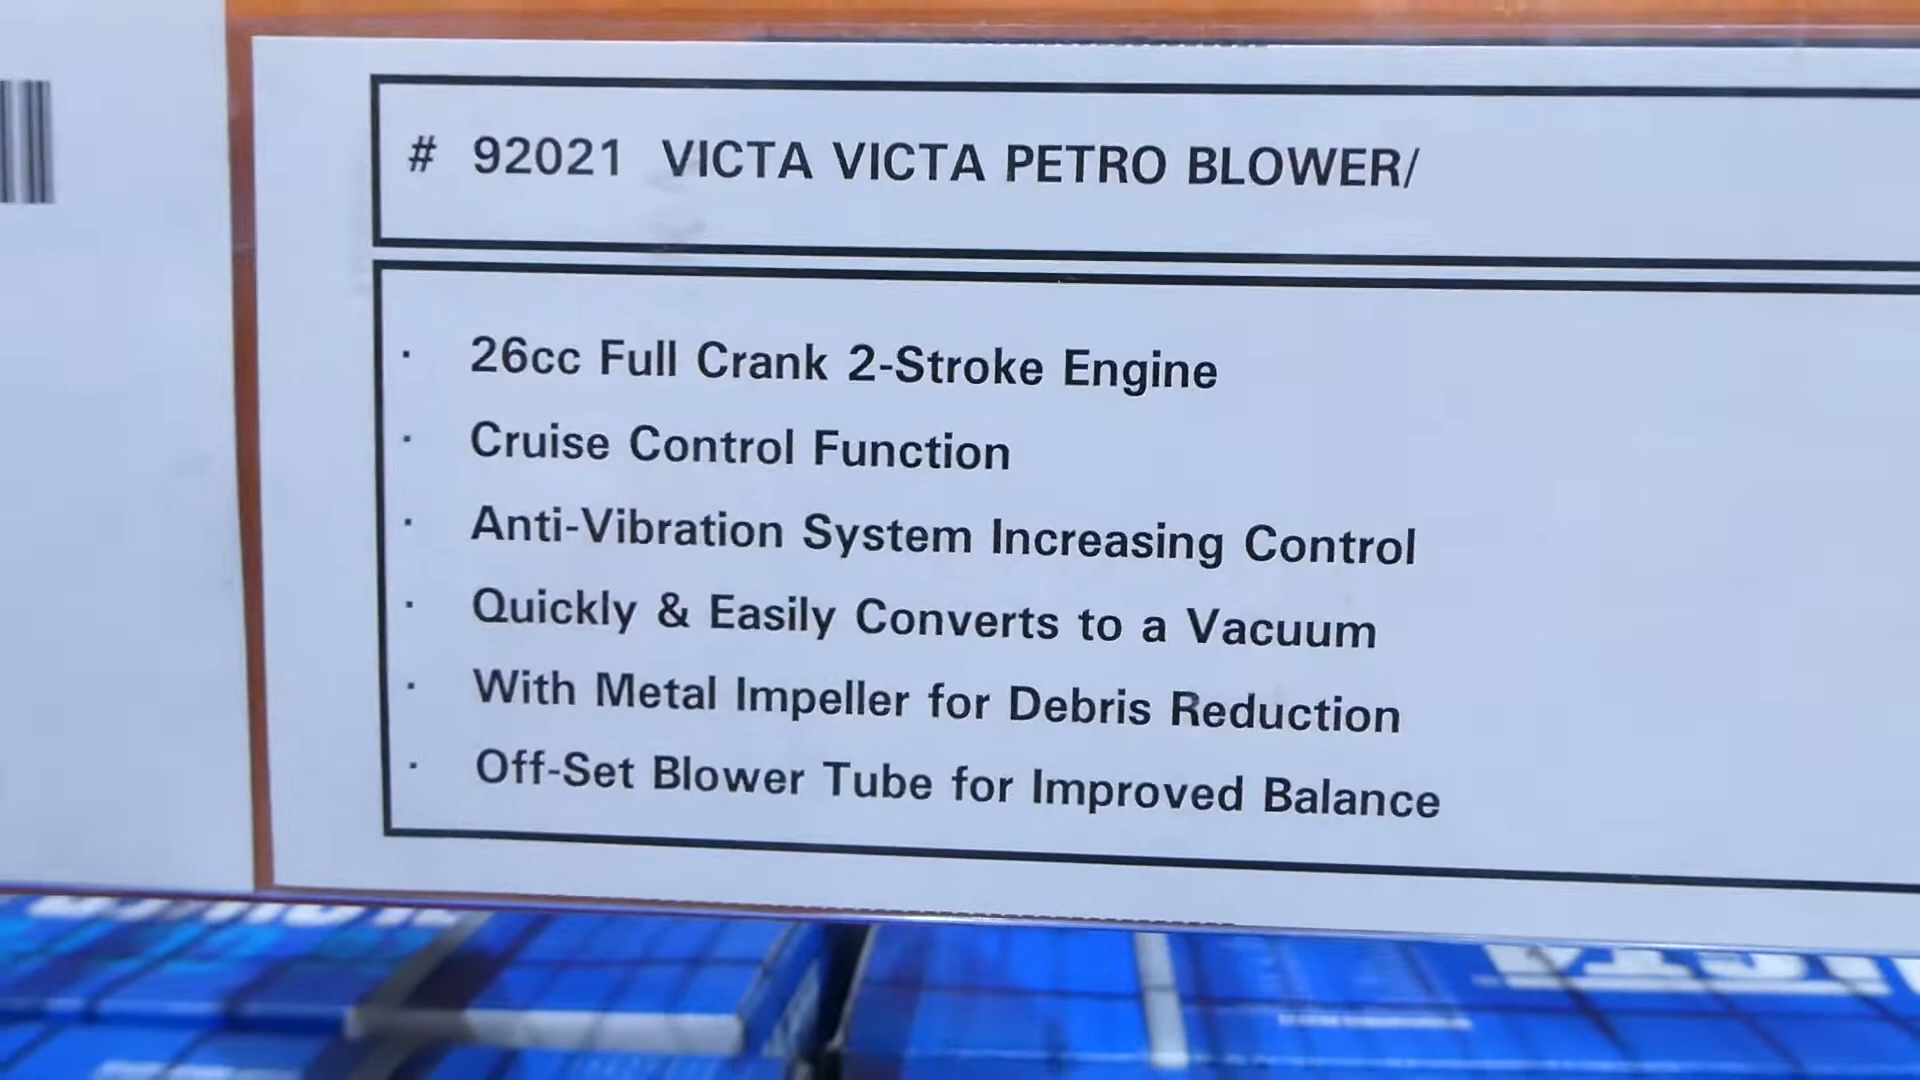 # 92021 VICTA VICTA PETRO BLOWER/
· 26cc Full Crank 2-Stroke Engine
· Cruise Control Function
· Anti-Vibration System Increasing Control
· Quickly & Easily Converts to a Vacuum
· With Metal Impeller for Debris Reduction
· Off-Set Blower Tube for Improved Balance